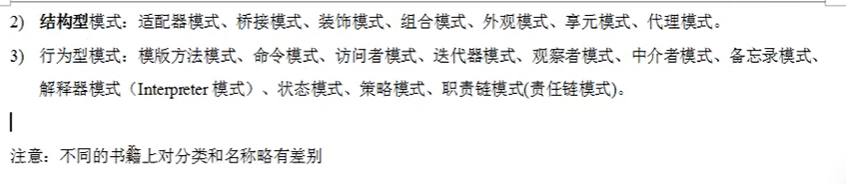 2) 结构型模式：适配器模式、桥接模式、装饰模式、组合模式、外观模式、享元模式、代理模式。
3) 行为型模式：模版方法模式、命令模式、访问者模式、迭代器模式、观察者模式、中介者模式、备忘录模式、
解释器模式（Interpreter 模式）、状态模式、策略模式、职责链模式(责任链模式)。
注意：不同的书籍上对分类和名称略有差别